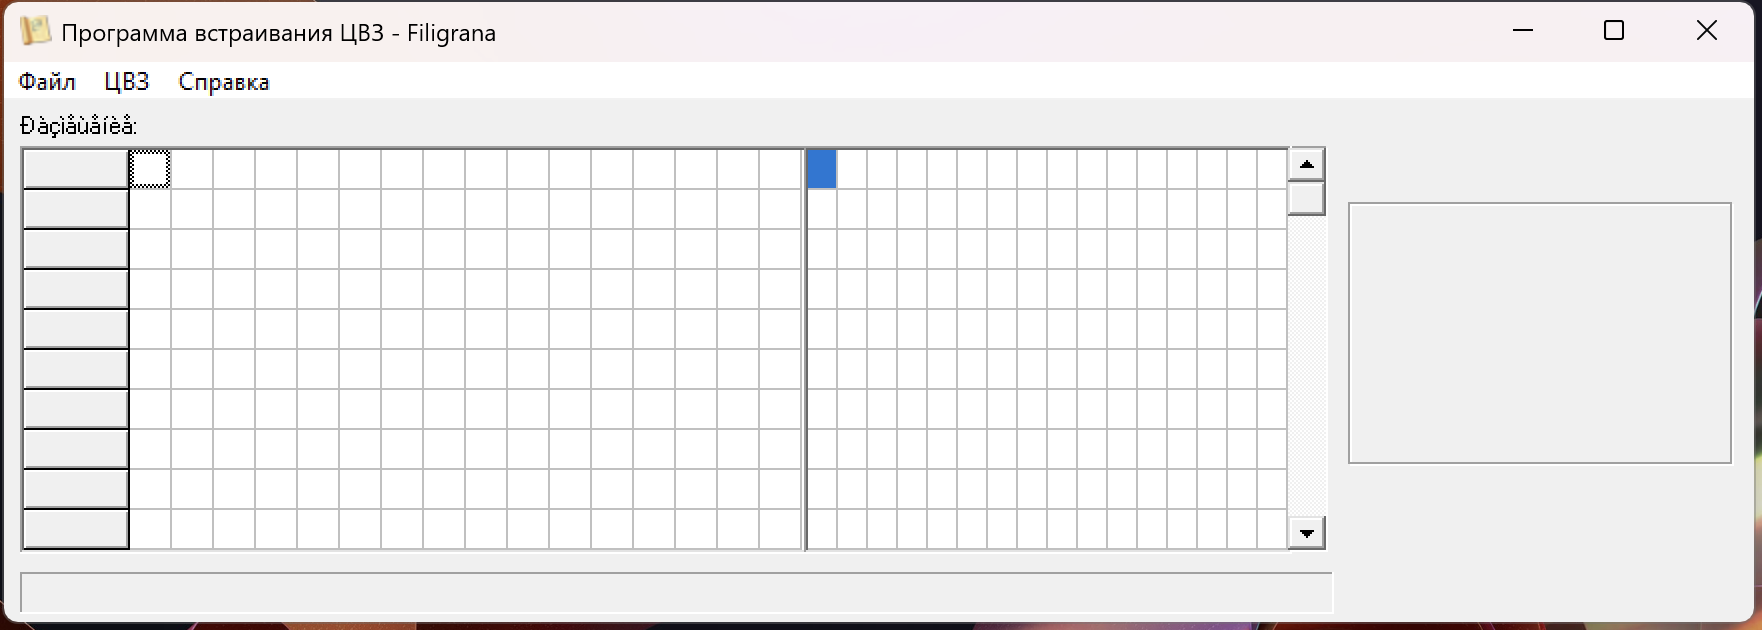 Программа встраивания ЦВЗ - Filigrana
Файл ЦВЗ Справка
Ðàçìåùåíèå: